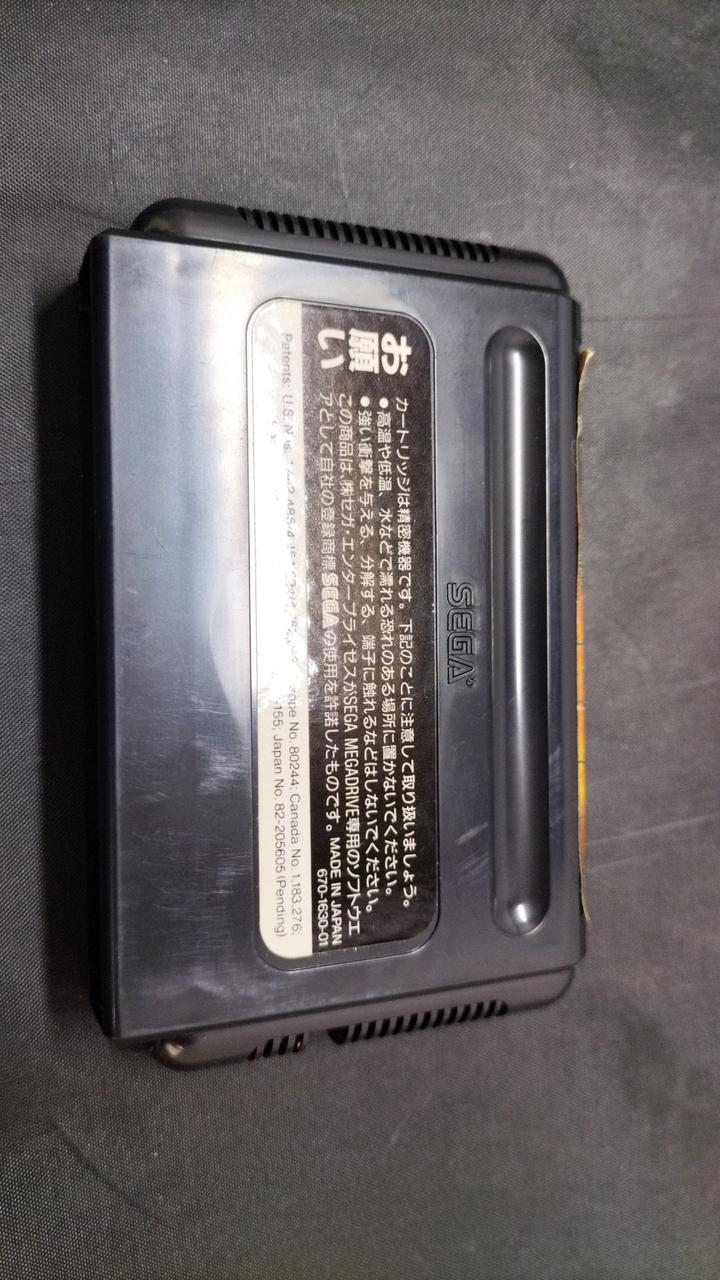 SEGA
お願い
カートリッジは精密機器です。下記のことに注意して取り扱いましょう。
●高温や低温、水などで濡れる恐れのある場所に置かないでください。
●強い衝撃を与える、分解する、端子に触れるなどはしないでください。
この商品は、㈱セガ・エンタープライゼスがSEGA MEGADRIVE専用のソフトウエ
アとして自社の登録商標SEGAの使用を許諾したものです。MADE IN JAPAN
670-1630-01
Patents: U.S. No. 80244; Canada No. 1,183,276;
155; Japan No. 82-205605 (Pending)